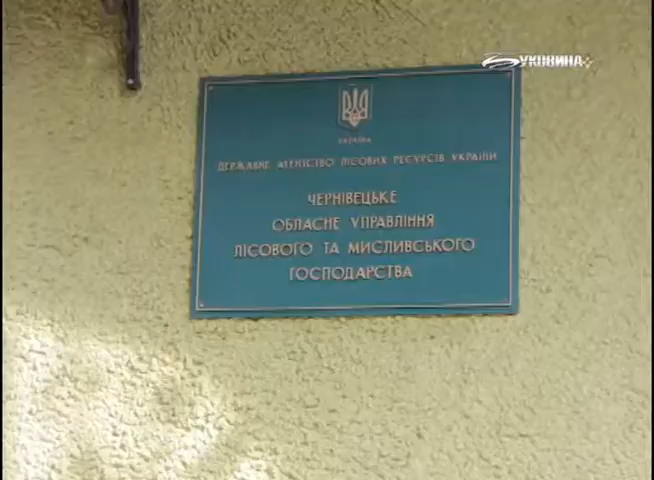 БУКОВИНА
УКРАЇНА
ДЕРЖАВНЕ АГЕНТСТВО ЛІСОВИХ РЕСУРСІВ УКРАЇНИ
ЧЕРНІВЕЦЬКЕ
ОБЛАСНЕ УПРАВЛІННЯ
ЛІСОВОГО ТА МИСЛИВСЬКОГО
ГОСПОДАРСТВА